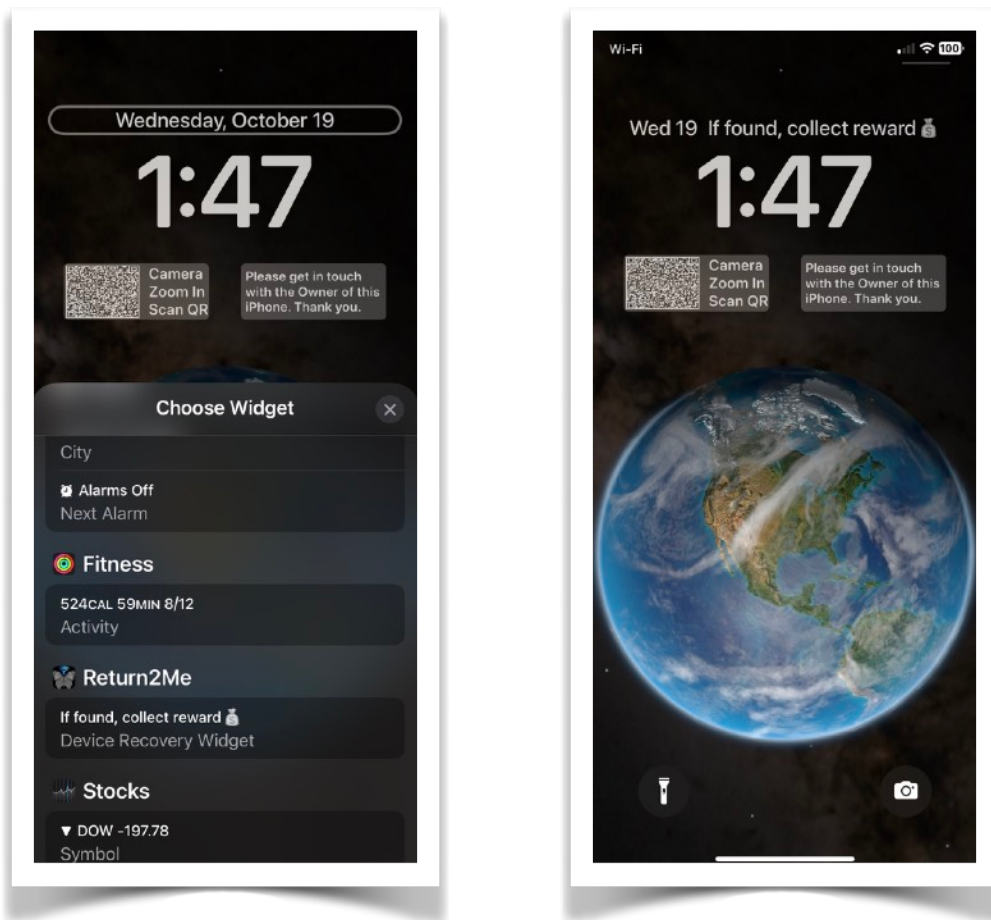 Wednesday, October 19
1:47
Camera
Zoom In
Scan QR
Please get in touch
with the Owner of this
iPhone. Thank you.
Choose Widget
City
Alarms Off
Next Alarm
Fitness
524CAL 59MIN 8/12
Activity
Return2Me
If found, collect reward 💰
Device Recovery Widget
Stocks
▼ DOW -197.78
Symbol
Wi-Fi
100
Wed 19 If found, collect reward 💰
1:47
Camera
Zoom In
Scan QR
Please get in touch
with the Owner of this
iPhone. Thank you.